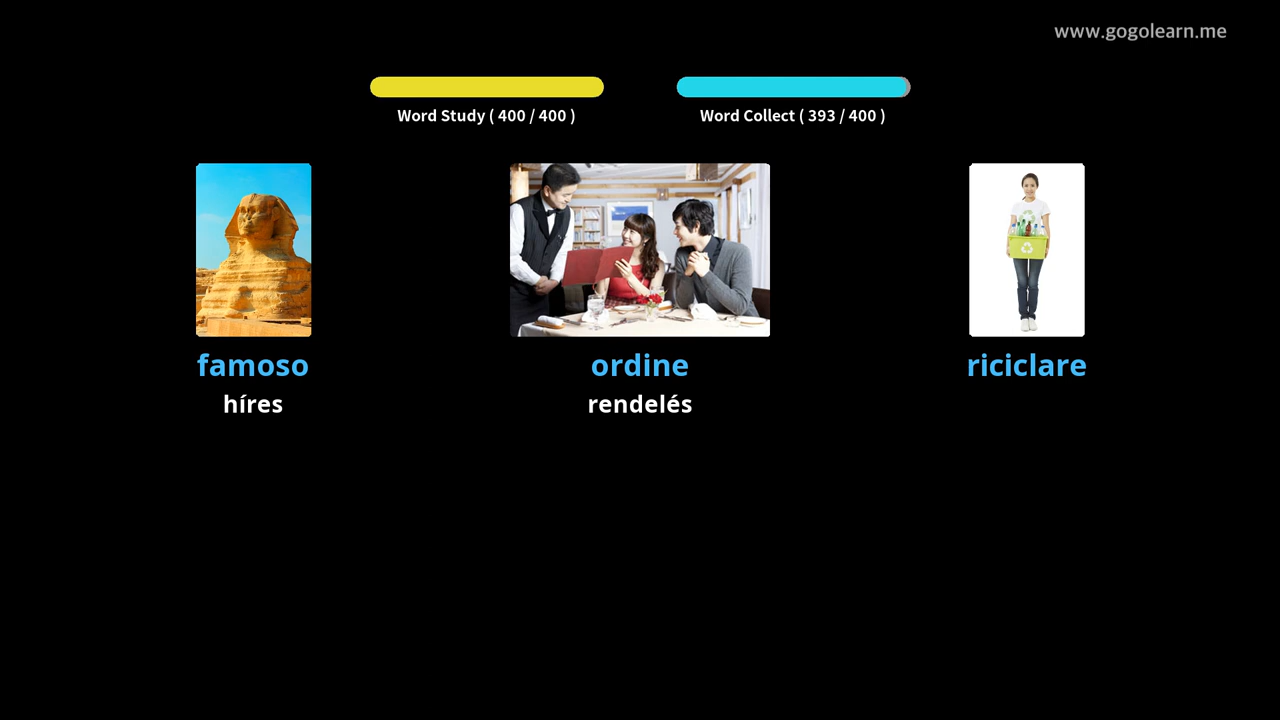 www.gogolearn.me
Word Study ( 400 / 400 )
Word Collect ( 393 / 400 )
famoso
híres
ordine
rendelés
riciclare